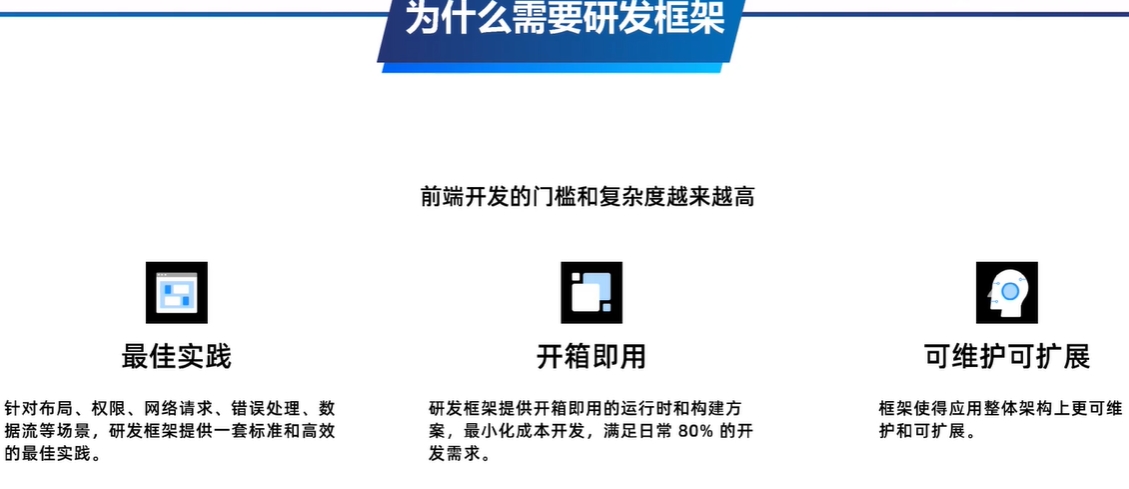 为什么需要研发框架
前端开发的门槛和复杂度越来越高
最佳实践
针对布局、权限、网络请求、错误处理、数
据流等场景，研发框架提供一套标准和高效
的最佳实践。
开箱即用
研发框架提供开箱即用的运行时和构建方
案，最小化成本开发，满足日常 80% 的开
发需求。
可维护可扩展
框架使得应用整体架构上更可维
护和可扩展。